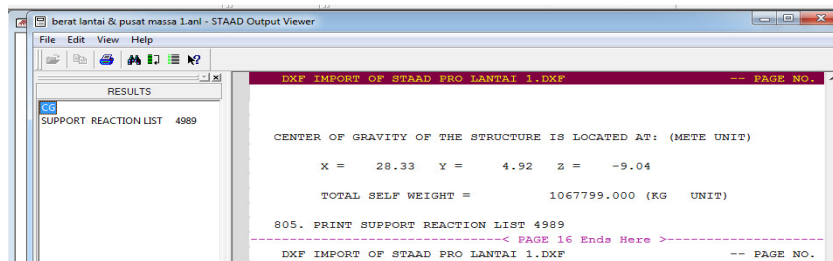 berat lantai & pusat massa 1.anl - STAAD Output Viewer
File Edit View Help
RESULTS
CG
SUPPORT REACTION LIST 4989
DXF IMPORT OF STAAD PRO LANTAI 1.DXF -- PAGE NO.
CENTER OF GRAVITY OF THE STRUCTURE IS LOCATED AT: (METE UNIT)
X = 28.33 Y = 4.92 Z = -9.04
TOTAL SELF WEIGHT = 1067799.000 (KG UNIT)
805. PRINT SUPPORT REACTION LIST 4989
< PAGE 16 Ends Here >
DXF IMPORT OF STAAD PRO LANTAI 1.DXF -- PAGE NO.